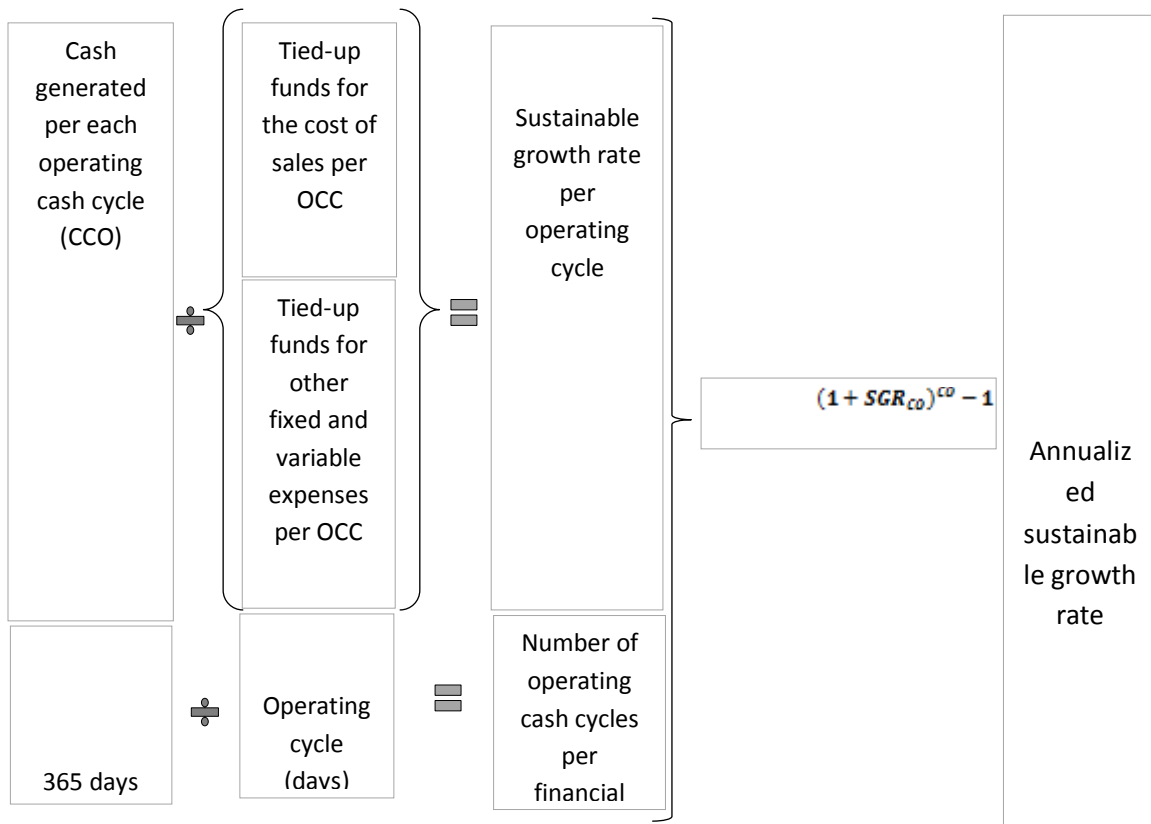 Cash
generated
per each
operating
cash cycle
(CCO)
÷
Tied-up
funds for
the cost of
sales per
OCC
Tied-up
funds for
other
fixed and
variable
expenses
per OCC
=
Sustainable
growth rate
per
operating
cycle
365 days
÷
Operating
cycle
(days)
=
Number of
operating
cash cycles
per
financial
(1 + SGR_CO)^CO − 1
Annualiz
ed
sustainab
le growth
rate